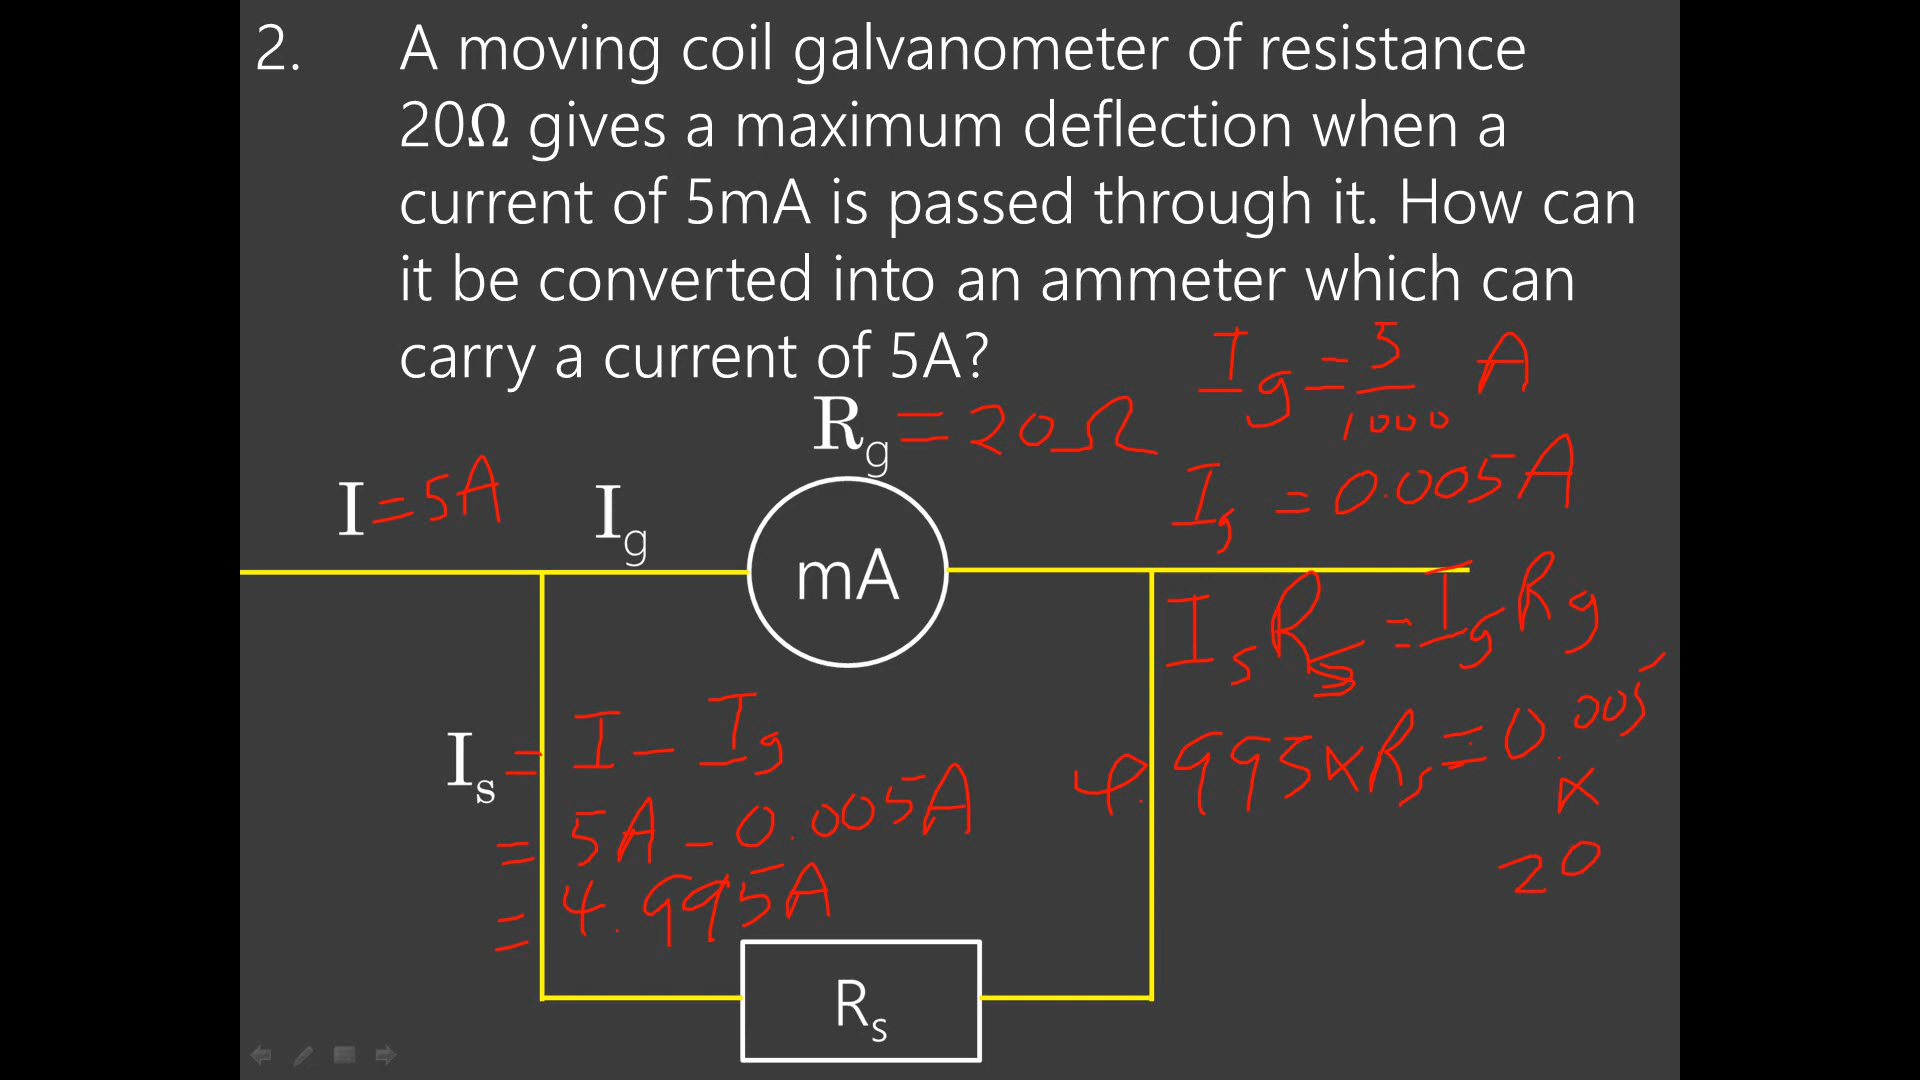 2. A moving coil galvanometer of resistance
20Ω gives a maximum deflection when a
current of 5mA is passed through it. How can
it be converted into an ammeter which can
carry a current of 5A?
Ig = 5/1000 A
Rg = 20Ω
Ig = 0.005A
I = 5A
Ig
mA
IsRs = IgRg
Is = I - Ig
= 5A - 0.005A
= 4.995A
4.995 x Rs = 0.005
x
20
Rs